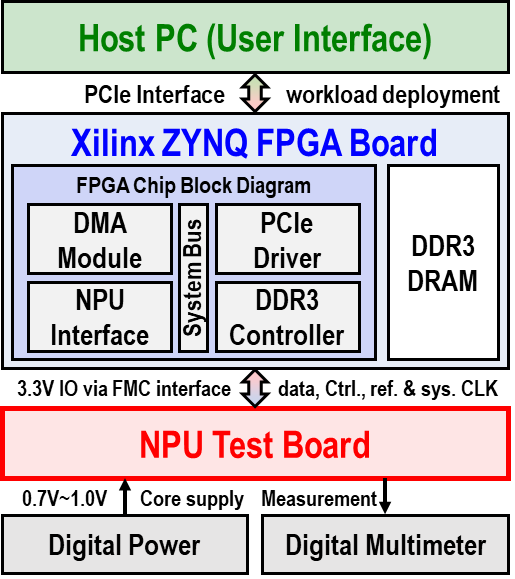 Host PC (User Interface)
PCIe Interface workload deployment
Xilinx ZYNQ FPGA Board
FPGA Chip Block Diagram
DMA
Module
System Bus
PCIe
Driver
NPU
Interface
DDR3
Controller
DDR3
DRAM
3.3V IO via FMC interface data, Ctrl., ref. & sys. CLK
NPU Test Board
0.7V~1.0V Core supply Measurement
Digital Power Digital Multimeter